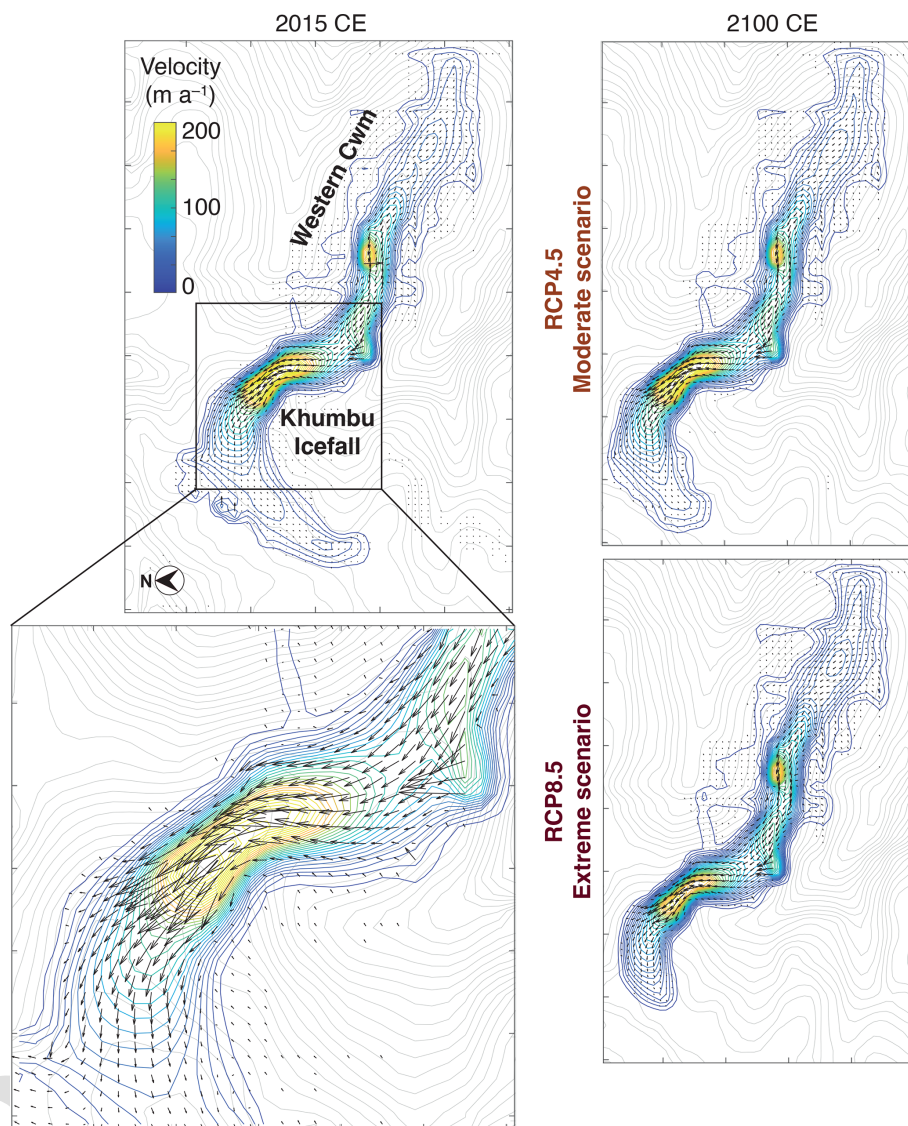 2015 CE
2100 CE
Velocity
(m a⁻¹)
200
100
0
Western Cwm
Khumbu
Icefall
N
RCP4.5
Moderate scenario
RCP8.5
Extreme scenario